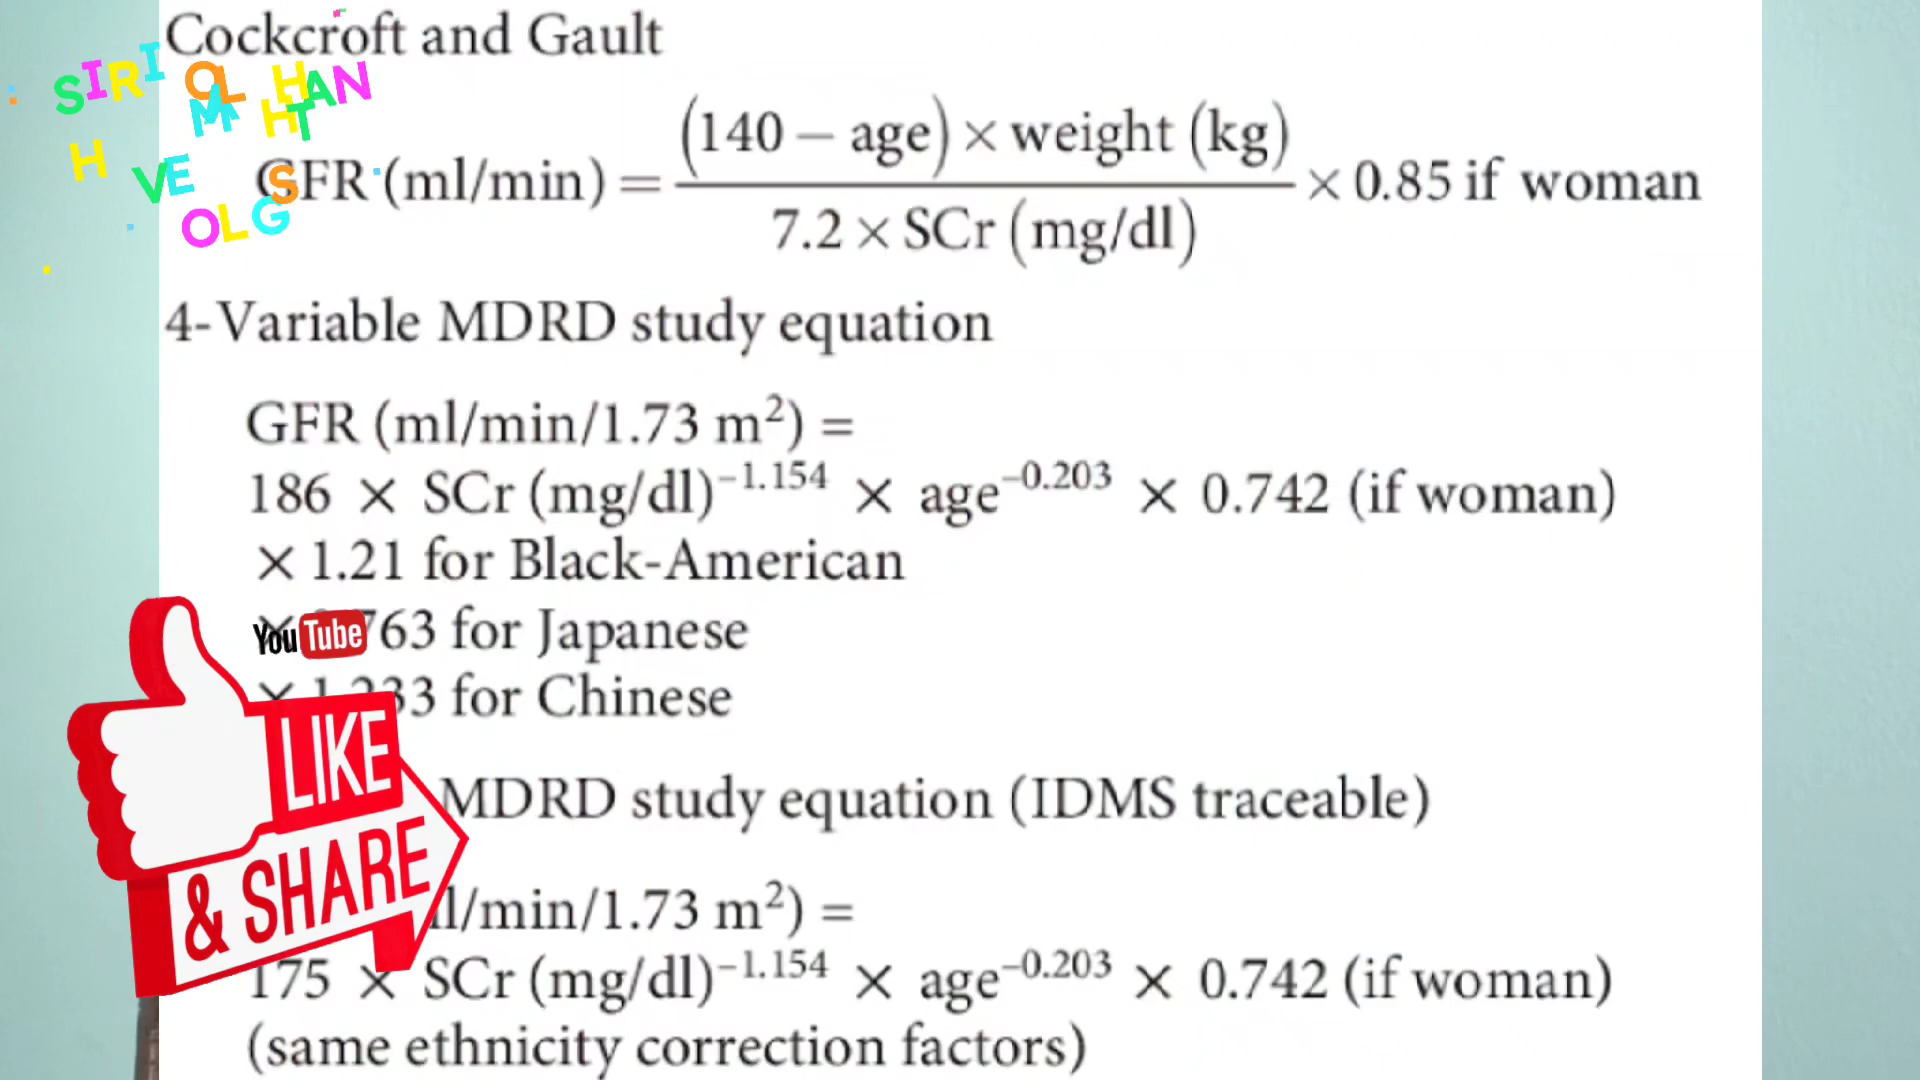 Cockcroft and Gault
GFR (ml/min) = (140 – age) × weight (kg) / 7.2 × SCr (mg/dl) × 0.85 if woman
4-Variable MDRD study equation
GFR (ml/min/1.73 m²) =
186 × SCr (mg/dl)⁻¹·¹⁵⁴ × age⁻⁰·²⁰³ × 0.742 (if woman)
× 1.21 for Black-American
763 for Japanese
× 1.233 for Chinese
MDRD study equation (IDMS traceable)
/min/1.73 m²) =
175 × SCr (mg/dl)⁻¹·¹⁵⁴ × age⁻⁰·²⁰³ × 0.742 (if woman)
(same ethnicity correction factors)
YouTube
LIKE
& SHARE